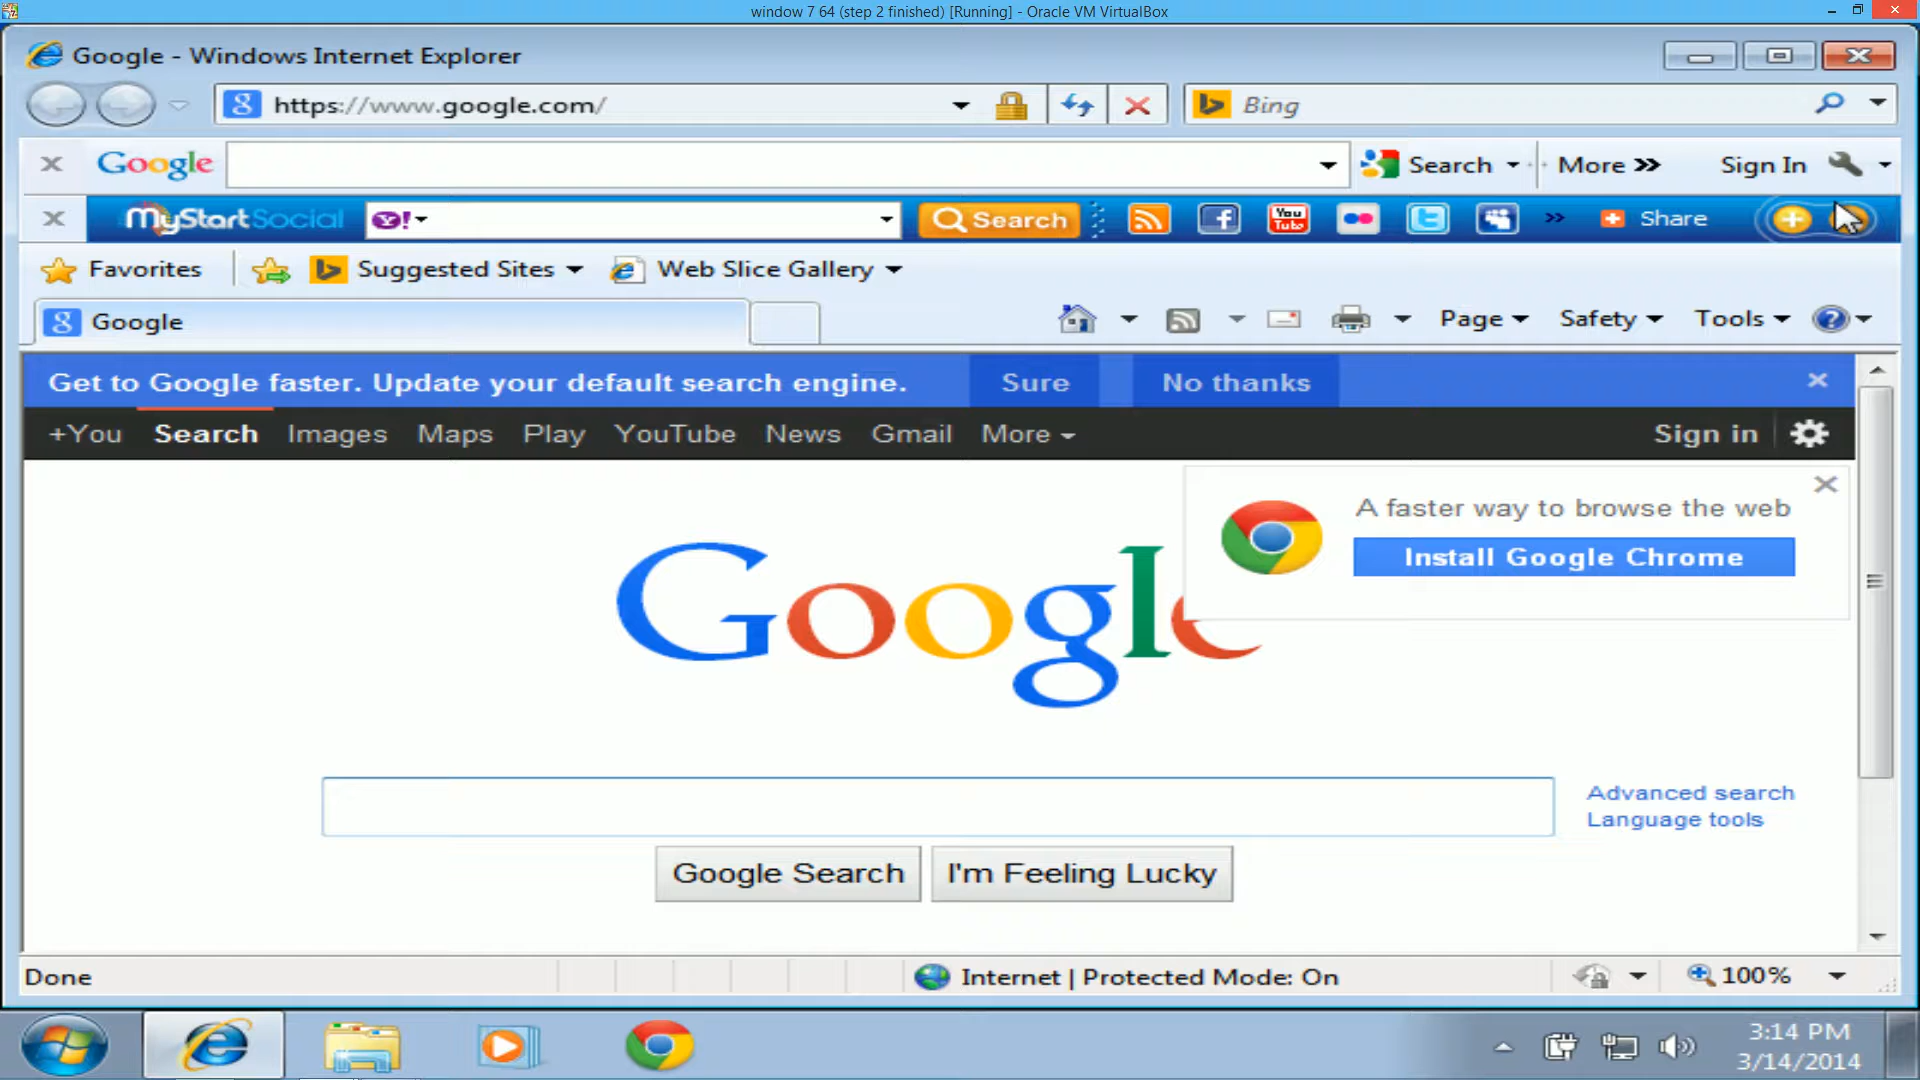 window 7 64 (step 2 finished) [Running] - Oracle VM VirtualBox
Google - Windows Internet Explorer
https://www.google.com/
Bing
Google Search More Sign In
MyStartSocial Y! Search f You Tube t Share
Favorites Suggested Sites Web Slice Gallery
Google Page Safety Tools
Get to Google faster. Update your default search engine. Sure No thanks
+You Search Images Maps Play YouTube News Gmail More Sign in
A faster way to browse the web
Install Google Chrome
Google
Advanced search
Language tools
Google Search I'm Feeling Lucky
Done Internet | Protected Mode: On 100%
3:14 PM
3/14/2014